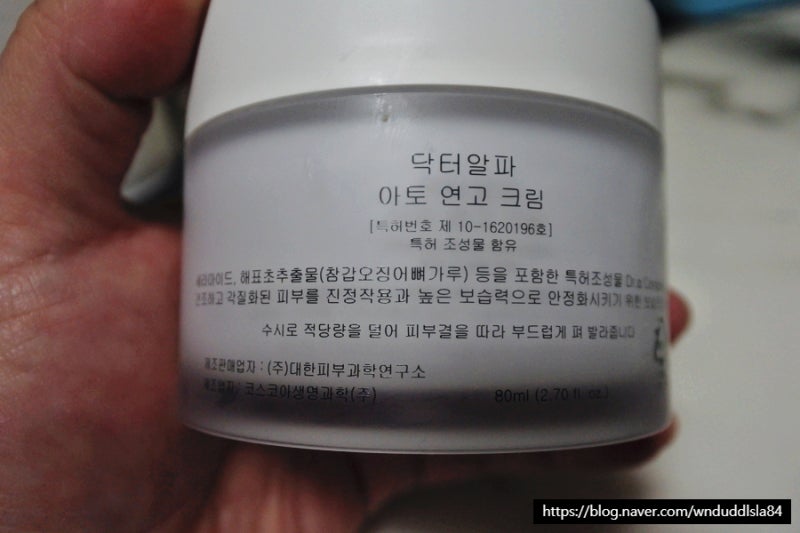 닥터알파
아토 연고 크림
[특허번호 제 10-1620196호]
특허 조성물 함유
세라마이드, 해표초추출물(참갑오징어뼈가루) 등을 포함한 특허조성물
건조하고 각질화된 피부를 진정작용과 높은 보습력으로 안정화시키기 위한
수시로 적당량을 덜어 피부결을 따라 부드럽게 펴 발라줍니다
제조판매업자 : (주)대한피부과학연구소
제조업자 : 코스코아생명과학(주)
80ml (2.70 fl. oz.)
https://blog.naver.com/wnduddlsla84